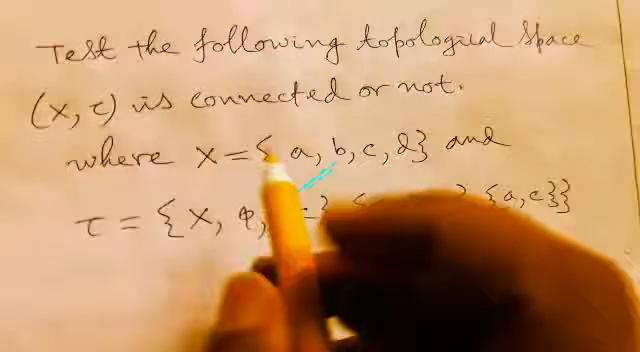 Test the following topological space
(X, τ) is connected or not.
where X = { a, b, c, d} and
τ = { X, φ, } {a, c}}